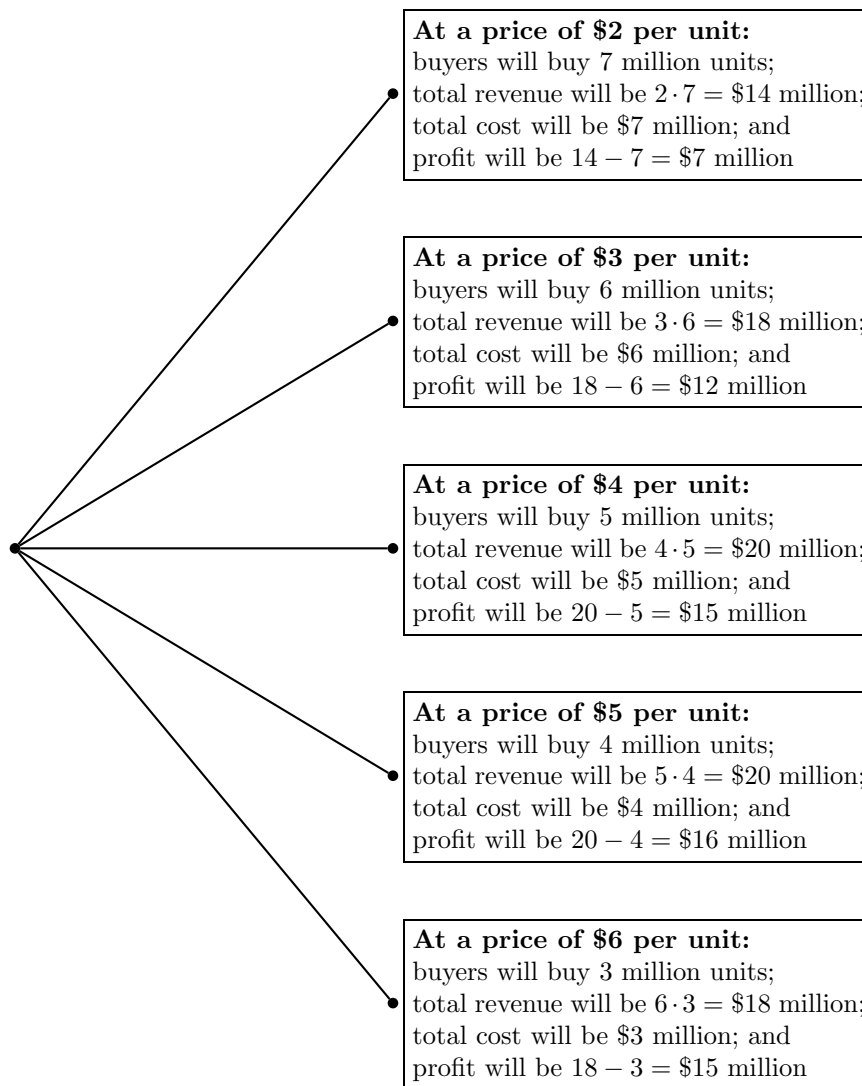 At a price of $2 per unit:
buyers will buy 7 million units;
total revenue will be 2 · 7 = $14 million;
total cost will be $7 million; and
profit will be 14 − 7 = $7 million
At a price of $3 per unit:
buyers will buy 6 million units;
total revenue will be 3 · 6 = $18 million;
total cost will be $6 million; and
profit will be 18 − 6 = $12 million
At a price of $4 per unit:
buyers will buy 5 million units;
total revenue will be 4 · 5 = $20 million;
total cost will be $5 million; and
profit will be 20 − 5 = $15 million
At a price of $5 per unit:
buyers will buy 4 million units;
total revenue will be 5 · 4 = $20 million;
total cost will be $4 million; and
profit will be 20 − 4 = $16 million
At a price of $6 per unit:
buyers will buy 3 million units;
total revenue will be 6 · 3 = $18 million;
total cost will be $3 million; and
profit will be 18 − 3 = $15 million